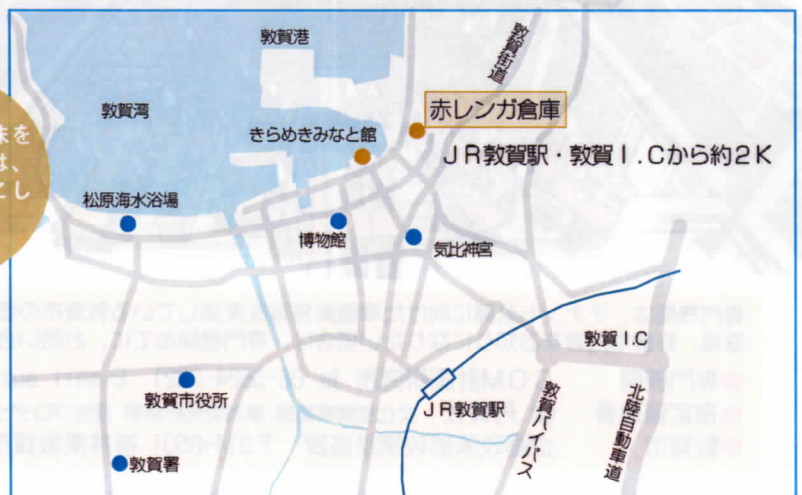 敦賀港
敦賀街道
敦賀湾
赤レンガ倉庫
きらめきみなと館
JR敦賀駅・敦賀I.Cから約2K
松原海水浴場
博物館
気比神宮
敦賀I.C
敦賀市役所
JR敦賀駅
敦賀バイパス
北陸自動車道
敦賀署
を
は、
とし